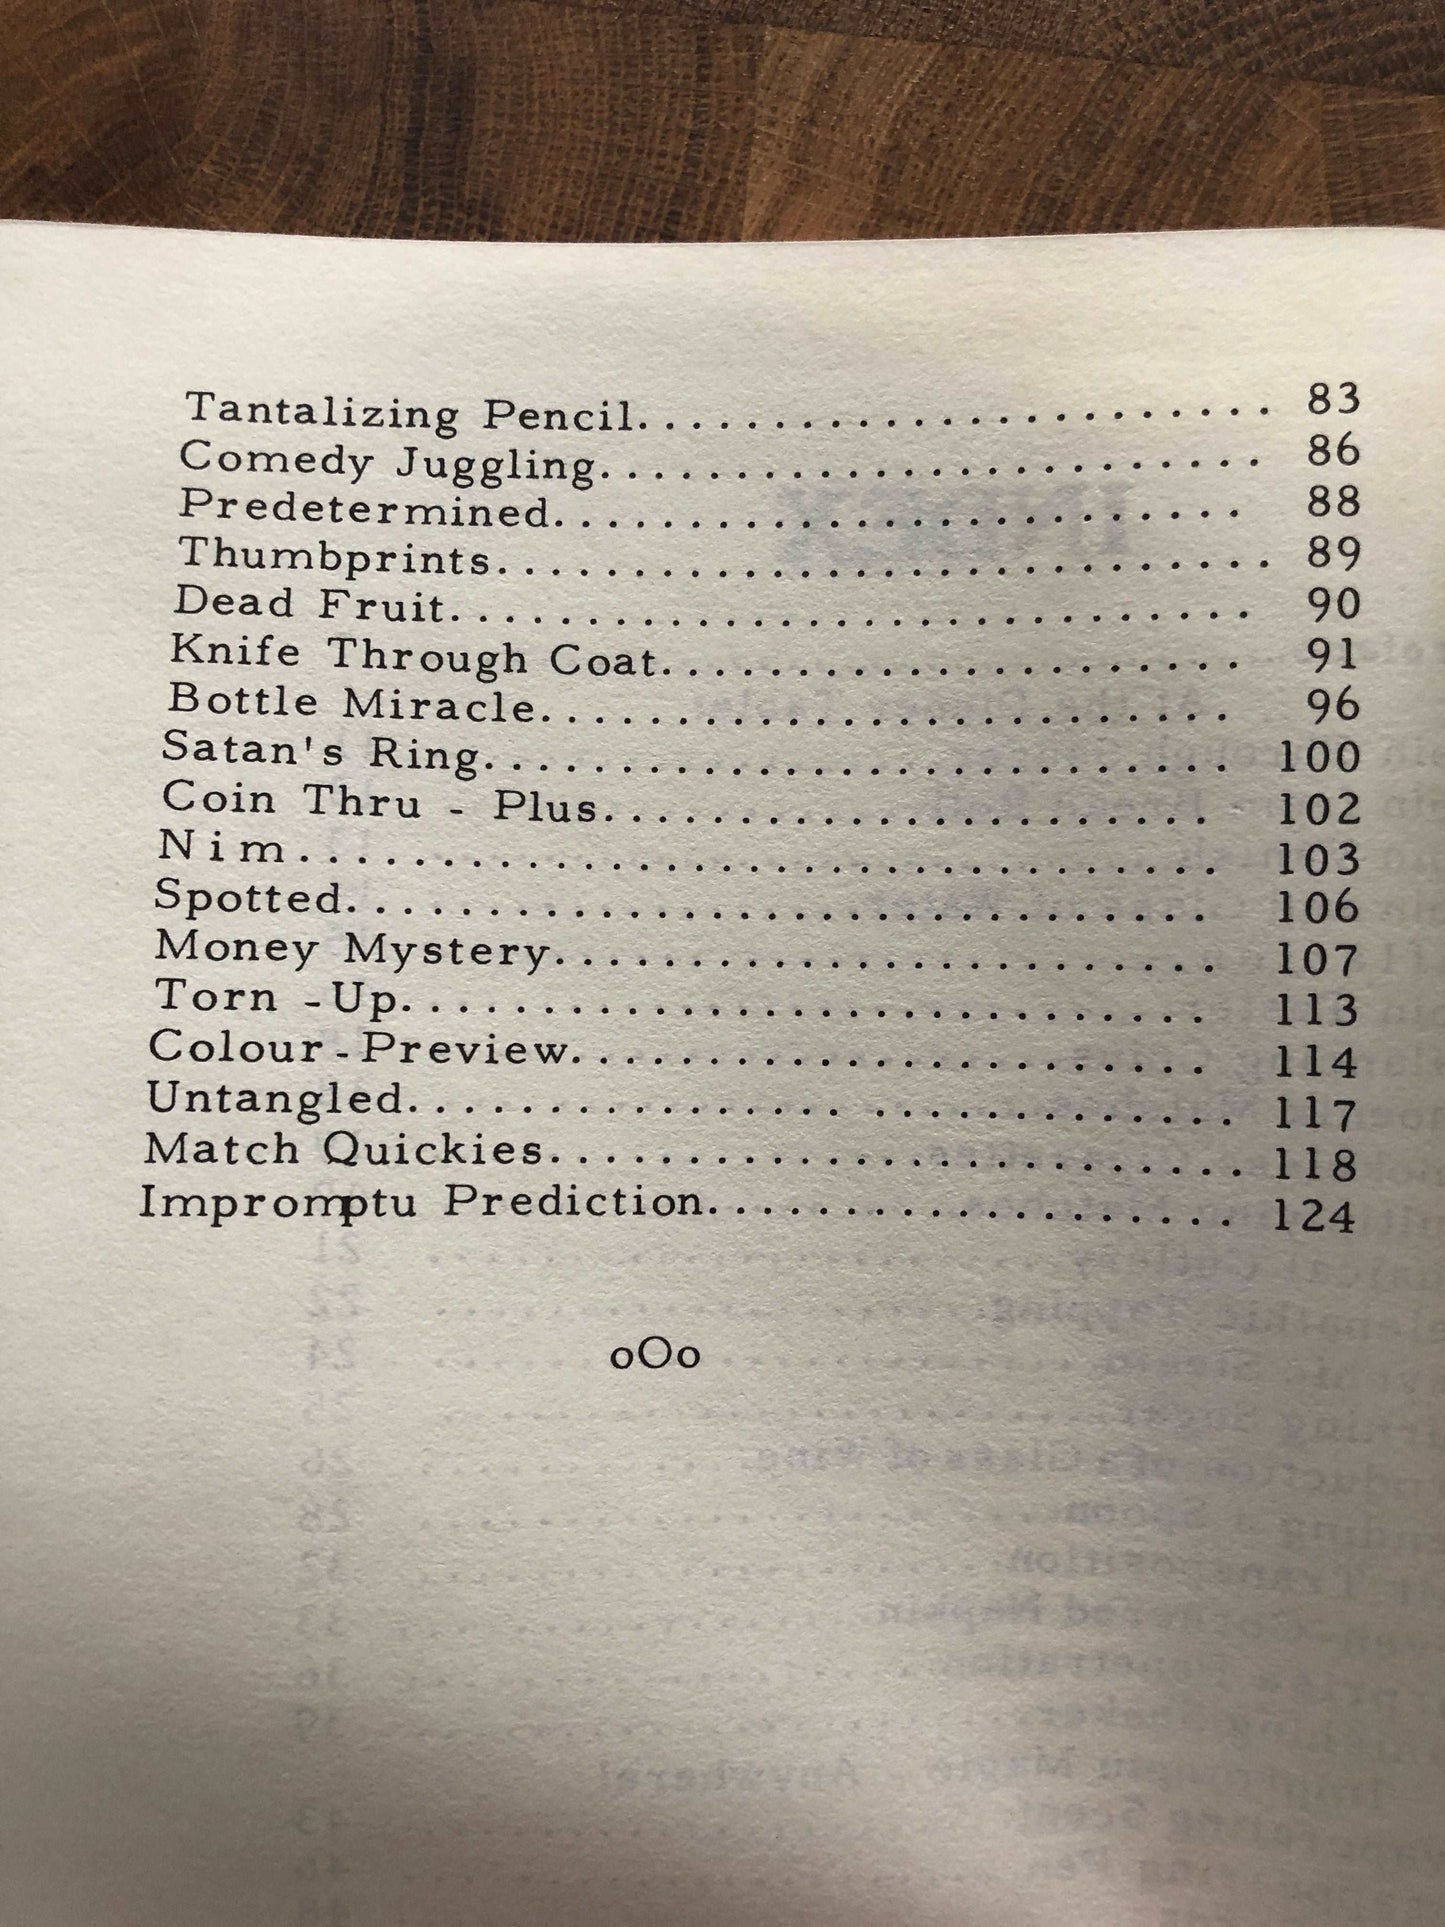 Tantalizing Pencil. . . . . . . . . . . . . . . . . . . . . . . . 83
Comedy Juggling. . . . . . . . . . . . . . . . . . . . . . . . . 86
Predetermined. . . . . . . . . . . . . . . . . . . . . . . . . . 88
Thumbprints. . . . . . . . . . . . . . . . . . . . . . . . . . . . . 89
Dead Fruit. . . . . . . . . . . . . . . . . . . . . . . . . . . . . . 90
Knife Through Coat. . . . . . . . . . . . . . . . . . . . . . 91
Bottle Miracle. . . . . . . . . . . . . . . . . . . . . . . . . . 96
Satan's Ring. . . . . . . . . . . . . . . . . . . . . . . . . . . . 100
Coin Thru - Plus. . . . . . . . . . . . . . . . . . . . . . . 102
Nim. . . . . . . . . . . . . . . . . . . . . . . . . . . . . . . . . 103
Spotted. . . . . . . . . . . . . . . . . . . . . . . . . . . . . . . 106
Money Mystery. . . . . . . . . . . . . . . . . . . . . . . . . 107
Torn -Up. . . . . . . . . . . . . . . . . . . . . . . . . . . . . . 113
Colour-Preview. . . . . . . . . . . . . . . . . . . . . . . . 114
Untangled. . . . . . . . . . . . . . . . . . . . . . . . . . . . . . 117
Match Quickies. . . . . . . . . . . . . . . . . . . . . . . . . . 118
Impromptu Prediction. . . . . . . . . . . . . . . . . . . . 124
oOo